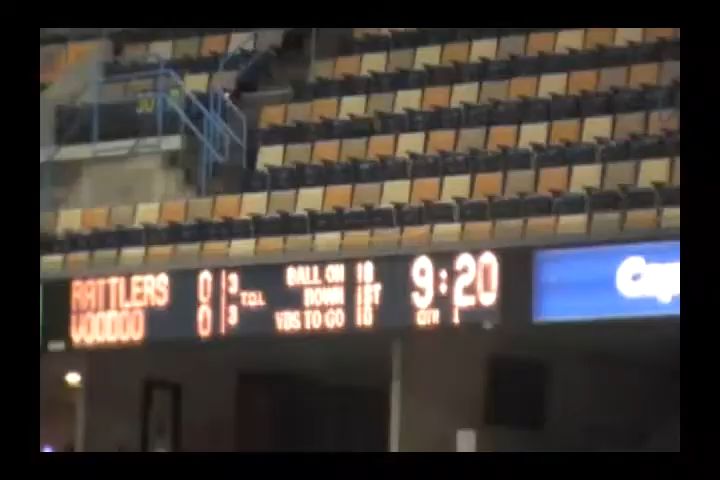 RATTLERS 0 3 BALL ON 18 9:20
T.O.L DOWN 1ST
VOODOO 0 3 YDS TO GO 10 QTR 1
Cap